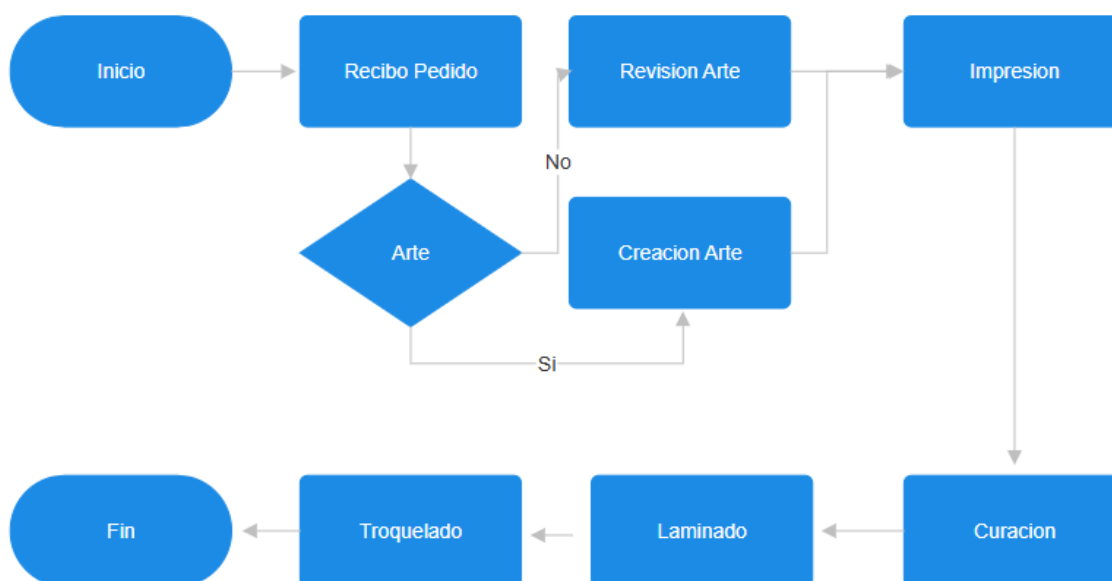 Inicio
Recibo Pedido
Revision Arte
Impresion
No
Arte
Creacion Arte
Si
Fin
Troquelado
Laminado
Curacion